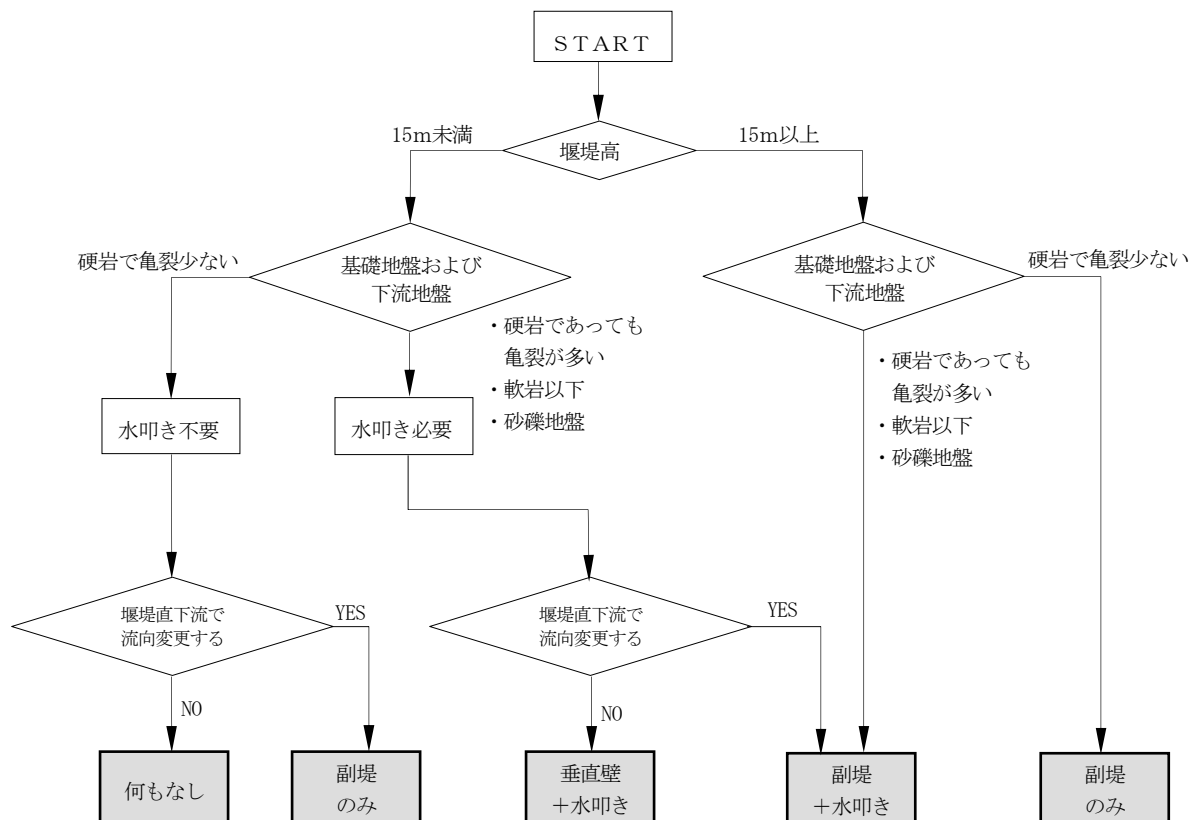 START
15m未満
15m以上
堰堤高
硬岩で亀裂少ない
基礎地盤および
下流地盤
基礎地盤および
下流地盤
硬岩で亀裂少ない
・硬岩であっても
亀裂が多い
・軟岩以下
・砂礫地盤
・硬岩であっても
亀裂が多い
・軟岩以下
・砂礫地盤
水叩き不要
水叩き必要
堰堤直下流で
流向変更する
YES
堰堤直下流で
流向変更する
YES
NO
NO
何もなし
副堤
のみ
垂直壁
＋水叩き
副堤
＋水叩き
副堤
のみ